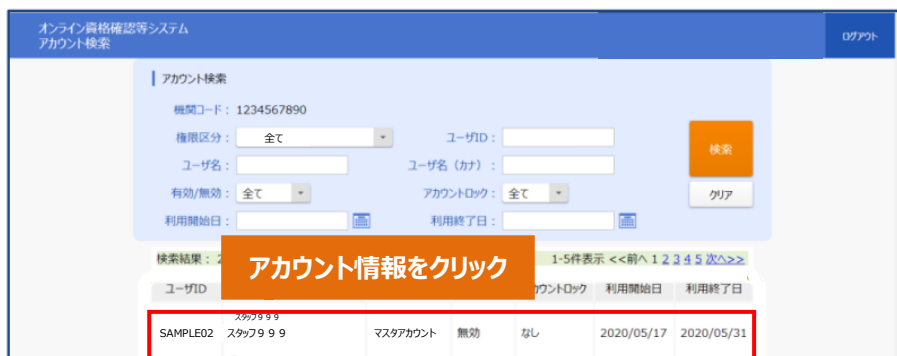 オンライン資格確認等システム
アカウント検索
ログアウト
アカウント検索
機関コード： 1234567890
権限区分： 全て ユーザID：
ユーザ名： ユーザ名（カナ）：
検索
有効/無効： 全て アカウントロック： 全て
クリア
利用開始日： 利用終了日：
検索結果：
アカウント情報をクリック
1-5件表示 <<前へ 1 2 3 4 5 次へ>>
ユーザID カウントロック 利用開始日 利用終了日
スタッフ９９９
SAMPLE02 スタッフ９９９ マスタアカウント 無効 なし 2020/05/17 2020/05/31